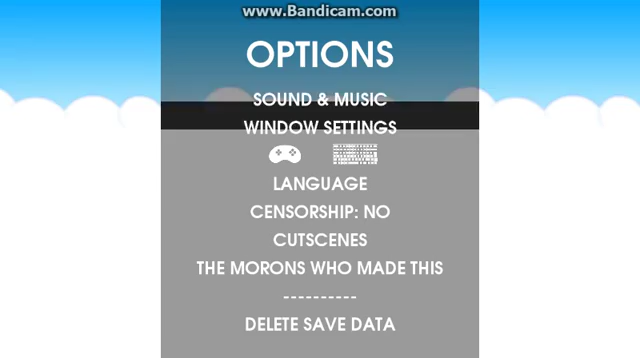 www.Bandicam.com
OPTIONS
SOUND & MUSIC
WINDOW SETTINGS
LANGUAGE
CENSORSHIP: NO
CUTSCENES
THE MORONS WHO MADE THIS
----------
DELETE SAVE DATA